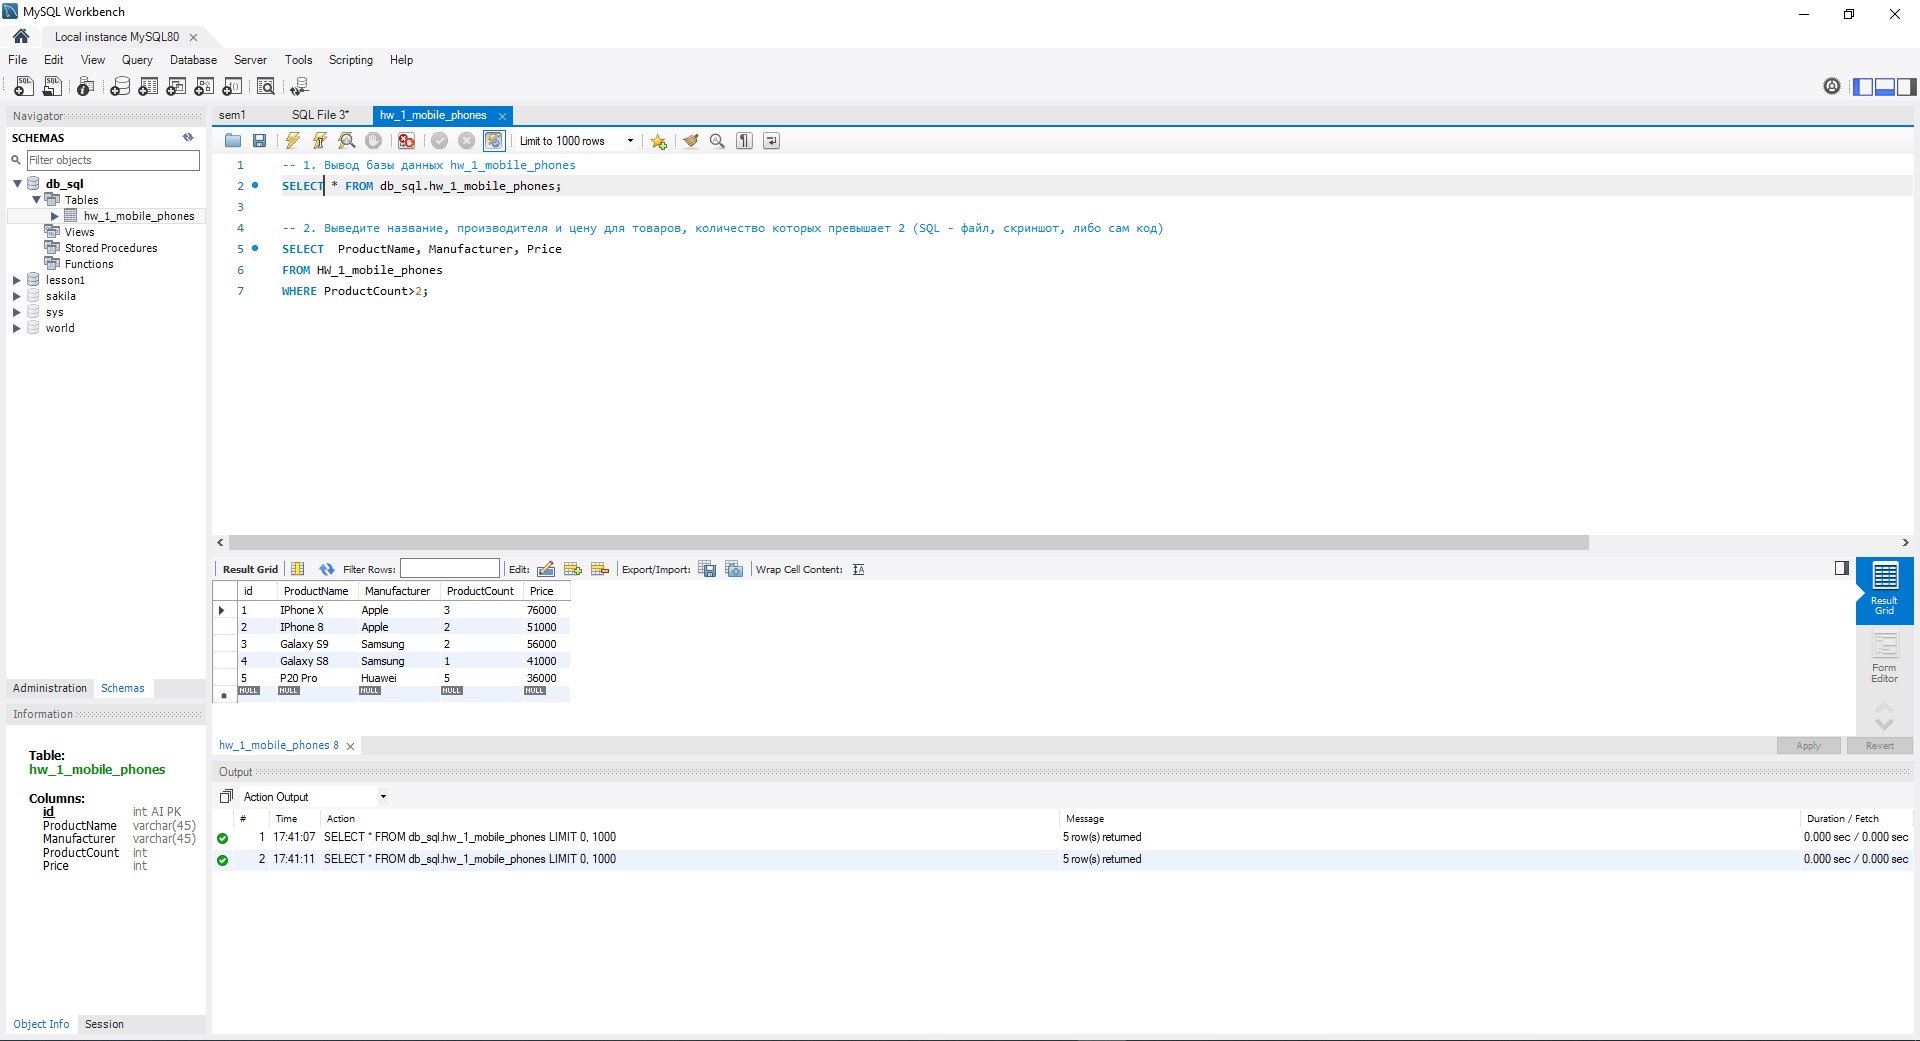 MySQL Workbench
Local instance MySQL80
File Edit View Query Database Server Tools Scripting Help
Navigator
SCHEMAS
Filter objects
db_sql
Tables
hw_1_mobile_phones
Views
Stored Procedures
Functions
lesson1
sakila
sys
world
Administration Schemas
Information
Table:
hw_1_mobile_phones
Columns:
id int AI PK
ProductName varchar(45)
Manufacturer varchar(45)
ProductCount int
Price int
Object Info Session
sem1 SQL File 3* hw_1_mobile_phones
Limit to 1000 rows
1 -- 1. Вывод базы данных hw_1_mobile_phones
2 SELECT * FROM db_sql.hw_1_mobile_phones;
3
4 -- 2. Выведите название, производителя и цену для товаров, количество которых превышает 2 (SQL - файл, скриншот, либо сам код)
5 SELECT  ProductName, Manufacturer, Price
6 FROM HW_1_mobile_phones
7 WHERE ProductCount>2;
Result Grid Filter Rows: Edit: Export/Import: Wrap Cell Content:
id ProductName Manufacturer ProductCount Price
1 IPhone X Apple 3 76000
2 IPhone 8 Apple 2 51000
3 Galaxy S9 Samsung 2 56000
4 Galaxy S8 Samsung 1 41000
5 P20 Pro Huawei 5 36000
NULL NULL NULL NULL NULL
Result
Grid
Form
Editor
hw_1_mobile_phones 8
Apply Revert
Output
Action Output
# Time Action Message Duration / Fetch
1 17:41:07 SELECT * FROM db_sql.hw_1_mobile_phones LIMIT 0, 1000 5 row(s) returned 0.000 sec / 0.000 sec
2 17:41:11 SELECT * FROM db_sql.hw_1_mobile_phones LIMIT 0, 1000 5 row(s) returned 0.000 sec / 0.000 sec